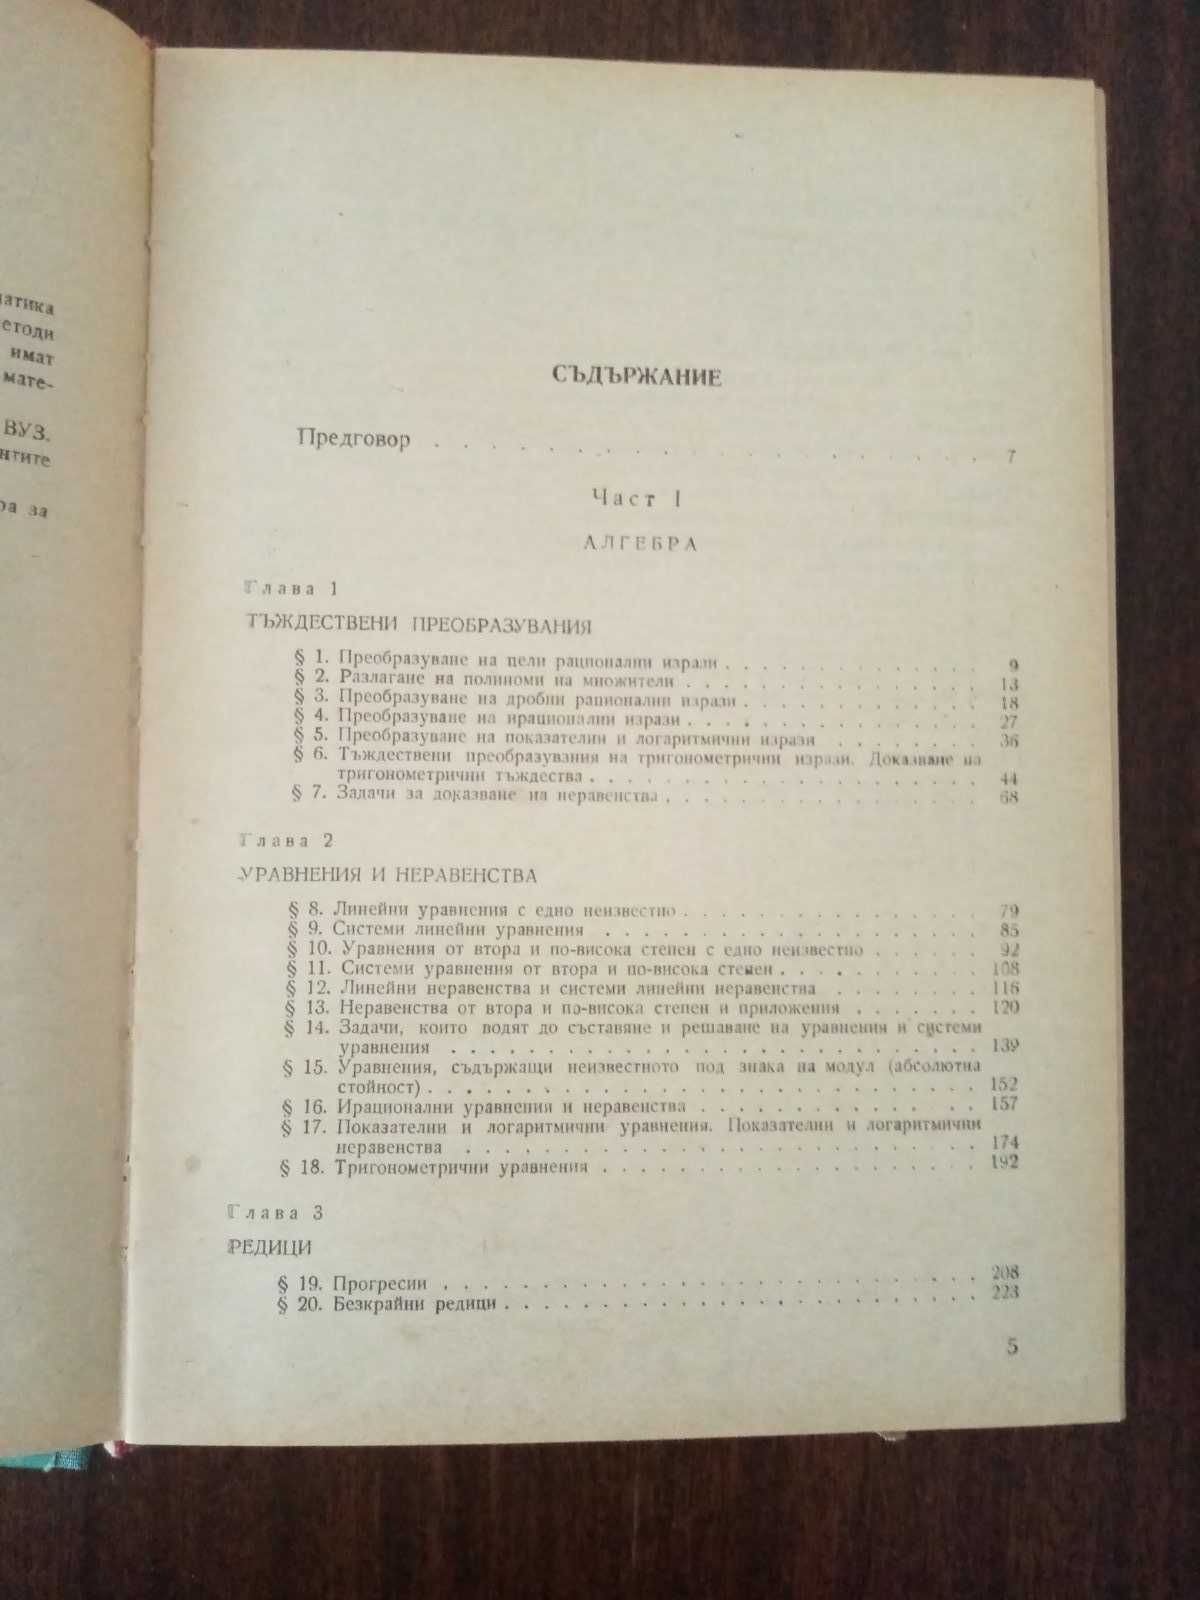 матика
етоди
имат
мате-
ВУЗ.
нтите
ра за
СЪДЪРЖАНИЕ
Предговор . . . . . . . . . . . . . . . . . . . . 7
Част I
АЛГЕБРА
Глава 1
ТЪЖДЕСТВЕНИ ПРЕОБРАЗУВАНИЯ
§ 1. Преобразуване на цели рационални изрази . . . . . . . . . . . . . 9
§ 2. Разлагане на полиноми на множители . . . . . . . . . . . . . . . 13
§ 3. Преобразуване на дробни рационални изрази . . . . . . . . . . . . 18
§ 4. Преобразуване на ирационални изрази . . . . . . . . . . . . . . . 27
§ 5. Преобразуване на показателни и логаритмични изрази . . . . . . . . 36
§ 6. Тъждествени преобразувания на тригонометрични изрази. Доказване на
тригонометрични тъждества . . . . . . . . . . . . . . . . . . . . 44
§ 7. Задачи за доказване на неравенства . . . . . . . . . . . . . . . . 68
Глава 2
УРАВНЕНИЯ И НЕРАВЕНСТВА
§ 8. Линейни уравнения с едно неизвестно . . . . . . . . . . . . . . . 79
§ 9. Системи линейни уравнения . . . . . . . . . . . . . . . . . . . 85
§ 10. Уравнения от втора и по-висока степен с едно неизвестно . . . . . . 92
§ 11. Системи уравнения от втора и по-висока степен . . . . . . . . . . 108
§ 12. Линейни неравенства и системи линейни неравенства . . . . . . . . 116
§ 13. Неравенства от втора и по-висока степен и приложения . . . . . . . 120
§ 14. Задачи, които водят до съставяне и решаване на уравнения и системи
уравнения . . . . . . . . . . . . . . . . . . . . . . . . . . . 139
§ 15. Уравнения, съдържащи неизвестното под знака на модул (абсолютна
стойност) . . . . . . . . . . . . . . . . . . . . . . . . . . . . 152
§ 16. Ирационални уравнения и неравенства . . . . . . . . . . . . . . 157
§ 17. Показателни и логаритмични уравнения. Показателни и логаритмични
неравенства . . . . . . . . . . . . . . . . . . . . . . . . . . 174
§ 18. Тригонометрични уравнения . . . . . . . . . . . . . . . . . . . 192
Глава 3
РЕДИЦИ
§ 19. Прогресии . . . . . . . . . . . . . . . . . . . . . . . . . . . 208
§ 20. Безкрайни редици . . . . . . . . . . . . . . . . . . . . . . . . 223
5